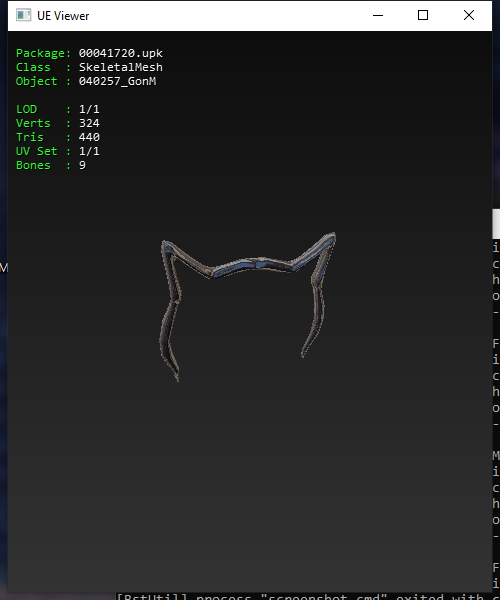 UE Viewer
Package: 00041720.upk
Class : SkeletalMesh
Object : 040257_GonM
LOD : 1/1
Verts : 324
Tris : 440
UV Set : 1/1
Bones : 9
M
i
c
h
o
-
F
i
c
h
o
-
M
i
c
h
o
-
F
i
[BstUtil] process "screenshot.cmd" exited with c